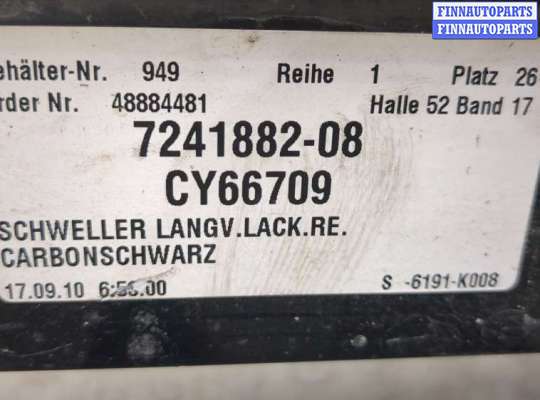 FINNAUTOPARTS
FINNAUTOPARTS
ehälter-Nr. 949 Reihe 1 Platz 26
rder Nr. 48884481 Halle 52 Band 17
7241882-08
CY66709
SCHWELLER LANGV.LACK.RE.
CARBONSCHWARZ
17.09.10 6:56.00 S -6191-K008